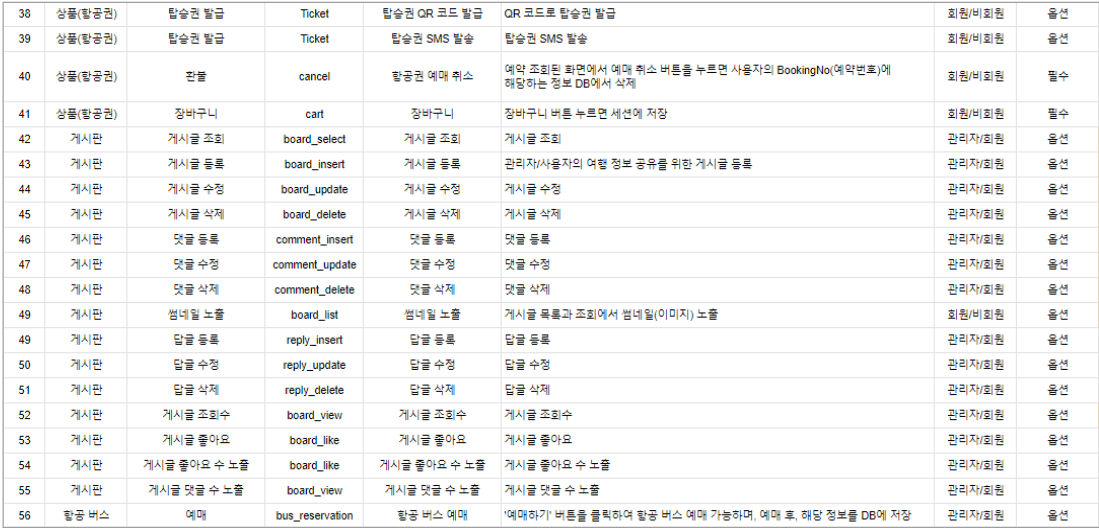 38 상품(항공권) 탑승권 발급 Ticket 탑승권 QR 코드 발급 QR 코드로 탑승권 발급 회원/비회원 옵션
39 상품(항공권) 탑승권 발급 Ticket 탑승권 SMS 발송 탑승권 SMS 발송 회원/비회원 옵션
40 상품(항공권) 환불 cancel 항공권 예매 취소 예약 조회된 화면에서 예매 취소 버튼을 누르면 사용자의 BookingNo(예약번호)에
해당하는 정보 DB에서 삭제 회원/비회원 필수
41 상품(항공권) 장바구니 cart 장바구니 장바구니 버튼 누르면 세션에 저장 회원/비회원 필수
42 게시판 게시글 조회 board_select 게시글 조회 게시글 조회 관리자/회원 옵션
43 게시판 게시글 등록 board_insert 게시글 등록 관리자/사용자의 여행 정보 공유를 위한 게시글 등록 관리자/회원 옵션
44 게시판 게시글 수정 board_update 게시글 수정 게시글 수정 관리자/회원 옵션
45 게시판 게시글 삭제 board_delete 게시글 삭제 게시글 삭제 관리자/회원 옵션
46 게시판 댓글 등록 comment_insert 댓글 등록 댓글 등록 관리자/회원 옵션
47 게시판 댓글 수정 comment_update 댓글 수정 댓글 수정 관리자/회원 옵션
48 게시판 댓글 삭제 comment_delete 댓글 삭제 댓글 삭제 관리자/회원 옵션
49 게시판 썸네일 노출 board_list 썸네일 노출 게시글 목록과 조회에서 썸네일(이미지) 노출 회원/비회원 옵션
49 게시판 답글 등록 reply_insert 답글 등록 답글 등록 관리자/회원 옵션
50 게시판 답글 수정 reply_update 답글 수정 답글 수정 관리자/회원 옵션
51 게시판 답글 삭제 reply_delete 답글 삭제 답글 삭제 관리자/회원 옵션
52 게시판 게시글 조회수 board_view 게시글 조회수 게시글 조회수 관리자/회원 옵션
53 게시판 게시글 좋아요 board_like 게시글 좋아요 게시글 좋아요 관리자/회원 옵션
54 게시판 게시글 좋아요 수 노출 board_like 게시글 좋아요 수 노출 게시글 좋아요 수 노출 관리자/회원 옵션
55 게시판 게시글 댓글 수 노출 board_view 게시글 댓글 수 노출 게시글 댓글 수 노출 관리자/회원 옵션
56 항공 버스 예매 bus_reservation 항공 버스 예매 '예매하기' 버튼을 클릭하여 항공 버스 예매 가능하며, 예매 후, 해당 정보를 DB에 저장 관리자/회원 옵션